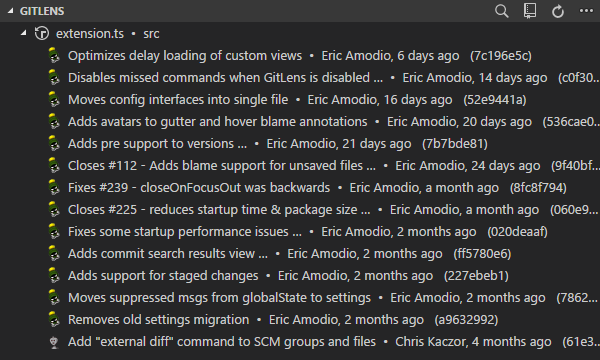 GITLENS
extension.ts • src
Optimizes delay loading of custom views • Eric Amodio, 6 days ago (7c196e5c)
Disables missed commands when GitLens is disabled ... • Eric Amodio, 14 days ago (c0f30...
Moves config interfaces into single file • Eric Amodio, 16 days ago (52e9441a)
Adds avatars to gutter and hover blame annotations • Eric Amodio, 20 days ago (536cae0...
Adds pre support to versions ... • Eric Amodio, 21 days ago (7b7bde81)
Closes #112 - Adds blame support for unsaved files ... • Eric Amodio, 24 days ago (9f40bf...
Fixes #239 - closeOnFocusOut was backwards • Eric Amodio, a month ago (8fc8f794)
Closes #225 - reduces startup time & package size ... • Eric Amodio, a month ago (060e9...
Fixes some startup performance issues ... • Eric Amodio, 2 months ago (020deaaf)
Adds commit search results view ... • Eric Amodio, 2 months ago (ff5780e6)
Adds support for staged changes • Eric Amodio, 2 months ago (227ebeb1)
Moves suppressed msgs from globalState to settings • Eric Amodio, 2 months ago (7862...
Removes old settings migration • Eric Amodio, 2 months ago (a9632992)
Add "external diff" command to SCM groups and files • Chris Kaczor, 4 months ago (61e3...